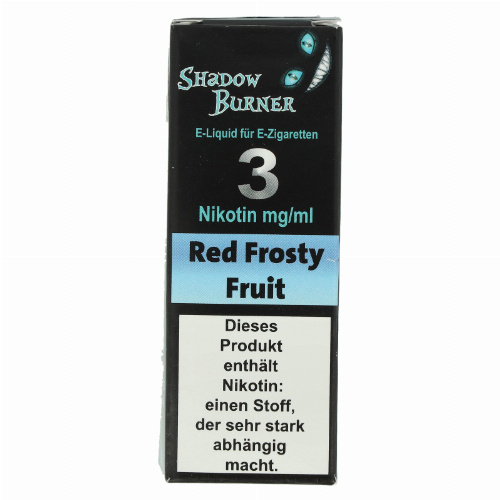 Shadow
Burner
E-Liquid für E-Zigaretten
3
Nikotin mg/ml
Red Frosty
Fruit
Dieses
Produkt
enthält
Nikotin:
einen Stoff,
der sehr stark
abhängig
macht.